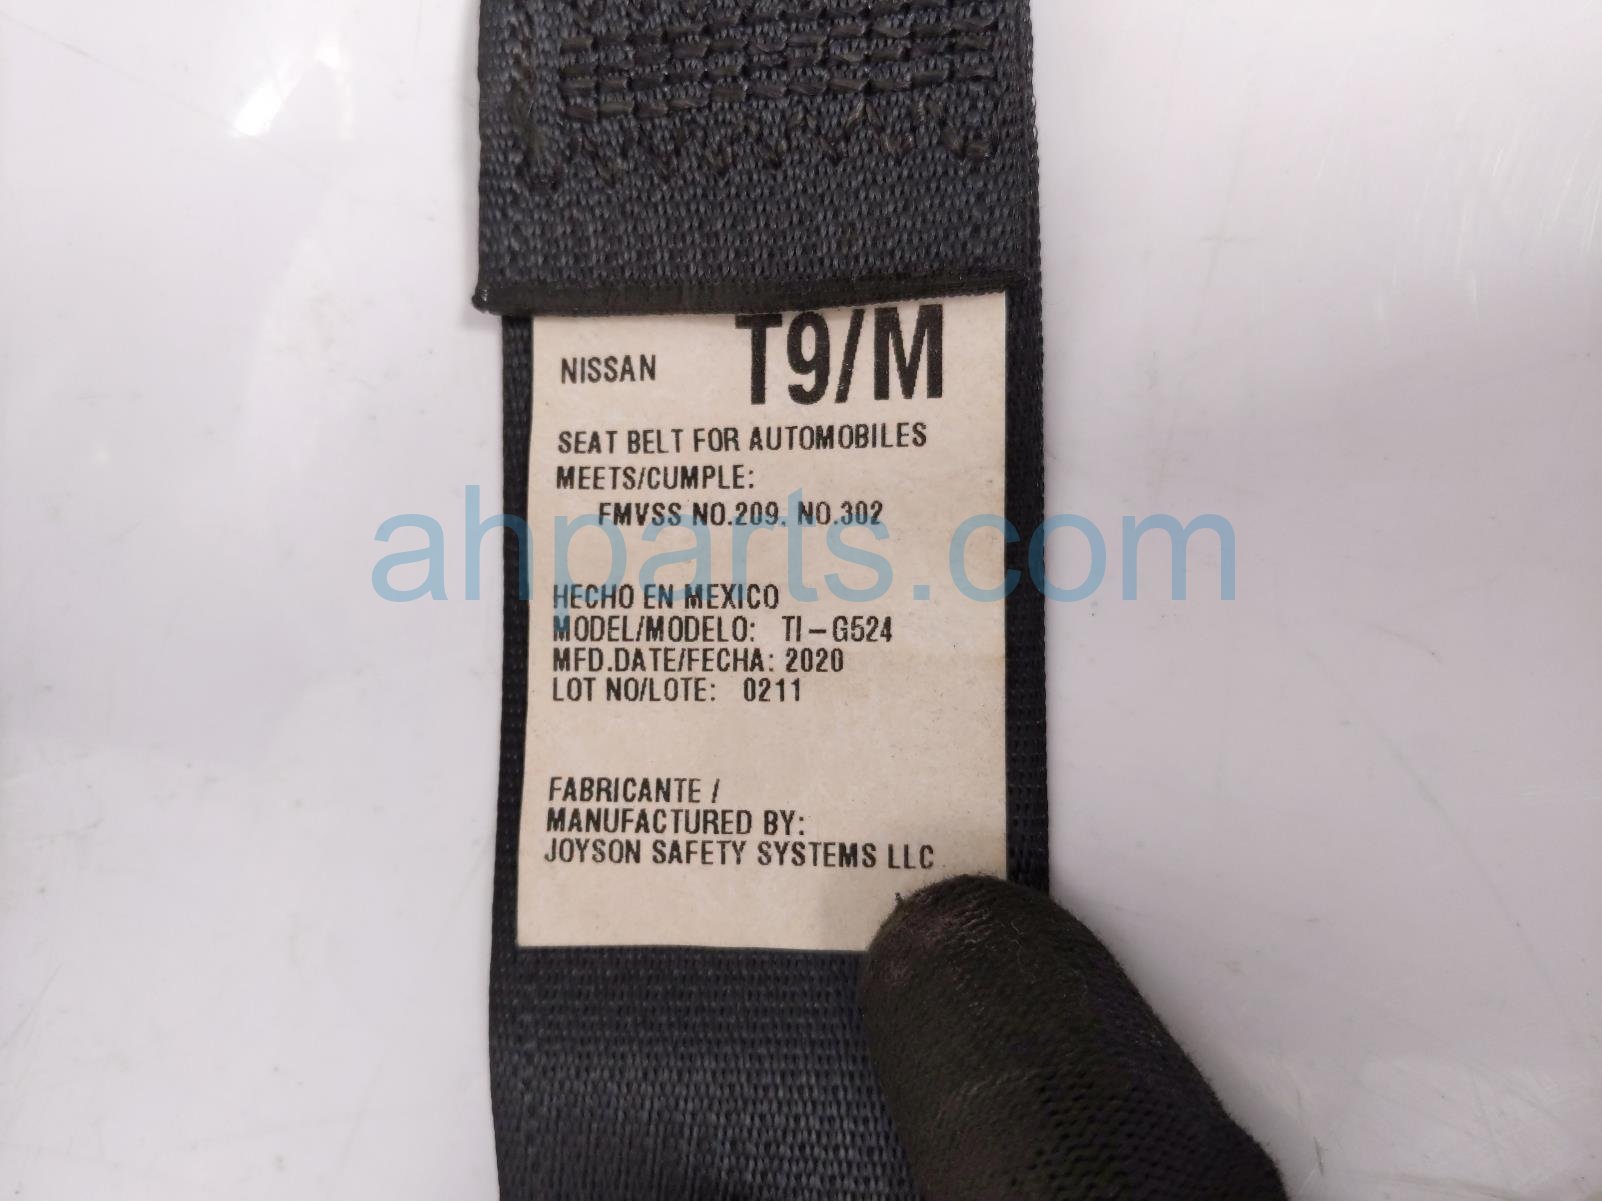 NISSAN T9/M
SEAT BELT FOR AUTOMOBILES
MEETS/CUMPLE:
FMVSS NO.209. NO.302
ahparts.com
HECHO EN MEXICO
MODEL/MODELO: TI-G524
MFD.DATE/FECHA: 2020
LOT NO/LOTE: 0211
FABRICANTE /
MANUFACTURED BY:
JOYSON SAFETY SYSTEMS LLC